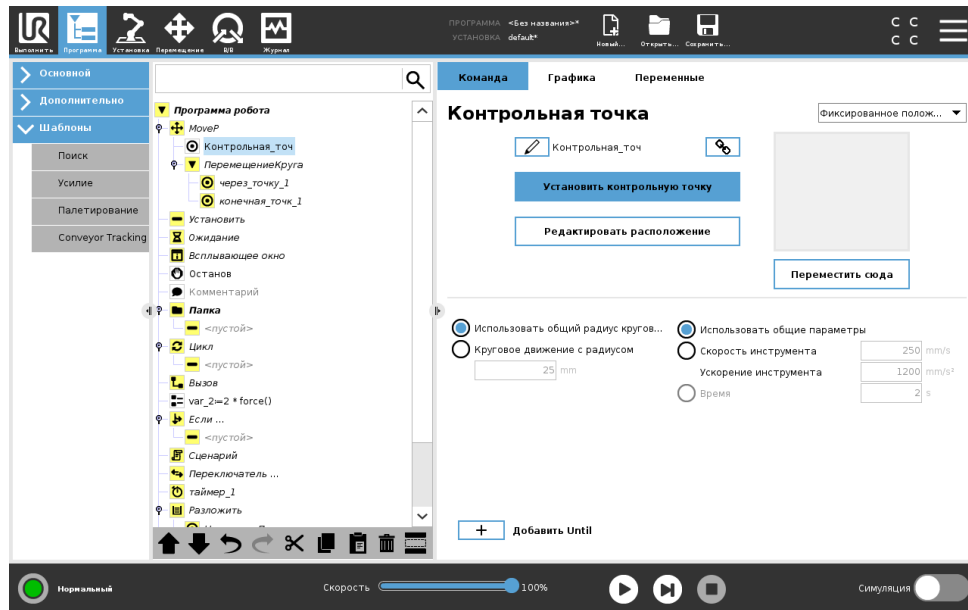 UR
Выполнить
Программа
Установка
Перемещение
В/В
Журнал
ПРОГРАММА <Без названия>*
УСТАНОВКА default*
Новый...
Открыть...
Сохранить...
C C
C C
Основной
Дополнительно
Шаблоны
Поиск
Усилие
Палетирование
Conveyor Tracking
Программа робота
MoveP
Контрольная_точ
ПеремещениеКруга
через_точку_1
конечная_точк_1
Установить
Ожидание
Всплывающее окно
Останов
Комментарий
Папка
<пустой>
Цикл
<пустой>
Вызов
var_2≔2 * force()
Если ...
<пустой>
Сценарий
Переключатель ...
таймер_1
Разложить
Команда
Графика
Переменные
Контрольная точка
Фиксированное полож...
Контрольная_точ
Установить контрольную точку
Редактировать расположение
Переместить сюда
Использовать общий радиус кругов...
Круговое движение с радиусом
25 mm
Использовать общие параметры
Скорость инструмента 250 mm/s
Ускорение инструмента 1200 mm/s²
Время 2 s
+ Добавить Until
Нормальный
Скорость 100%
Симуляция